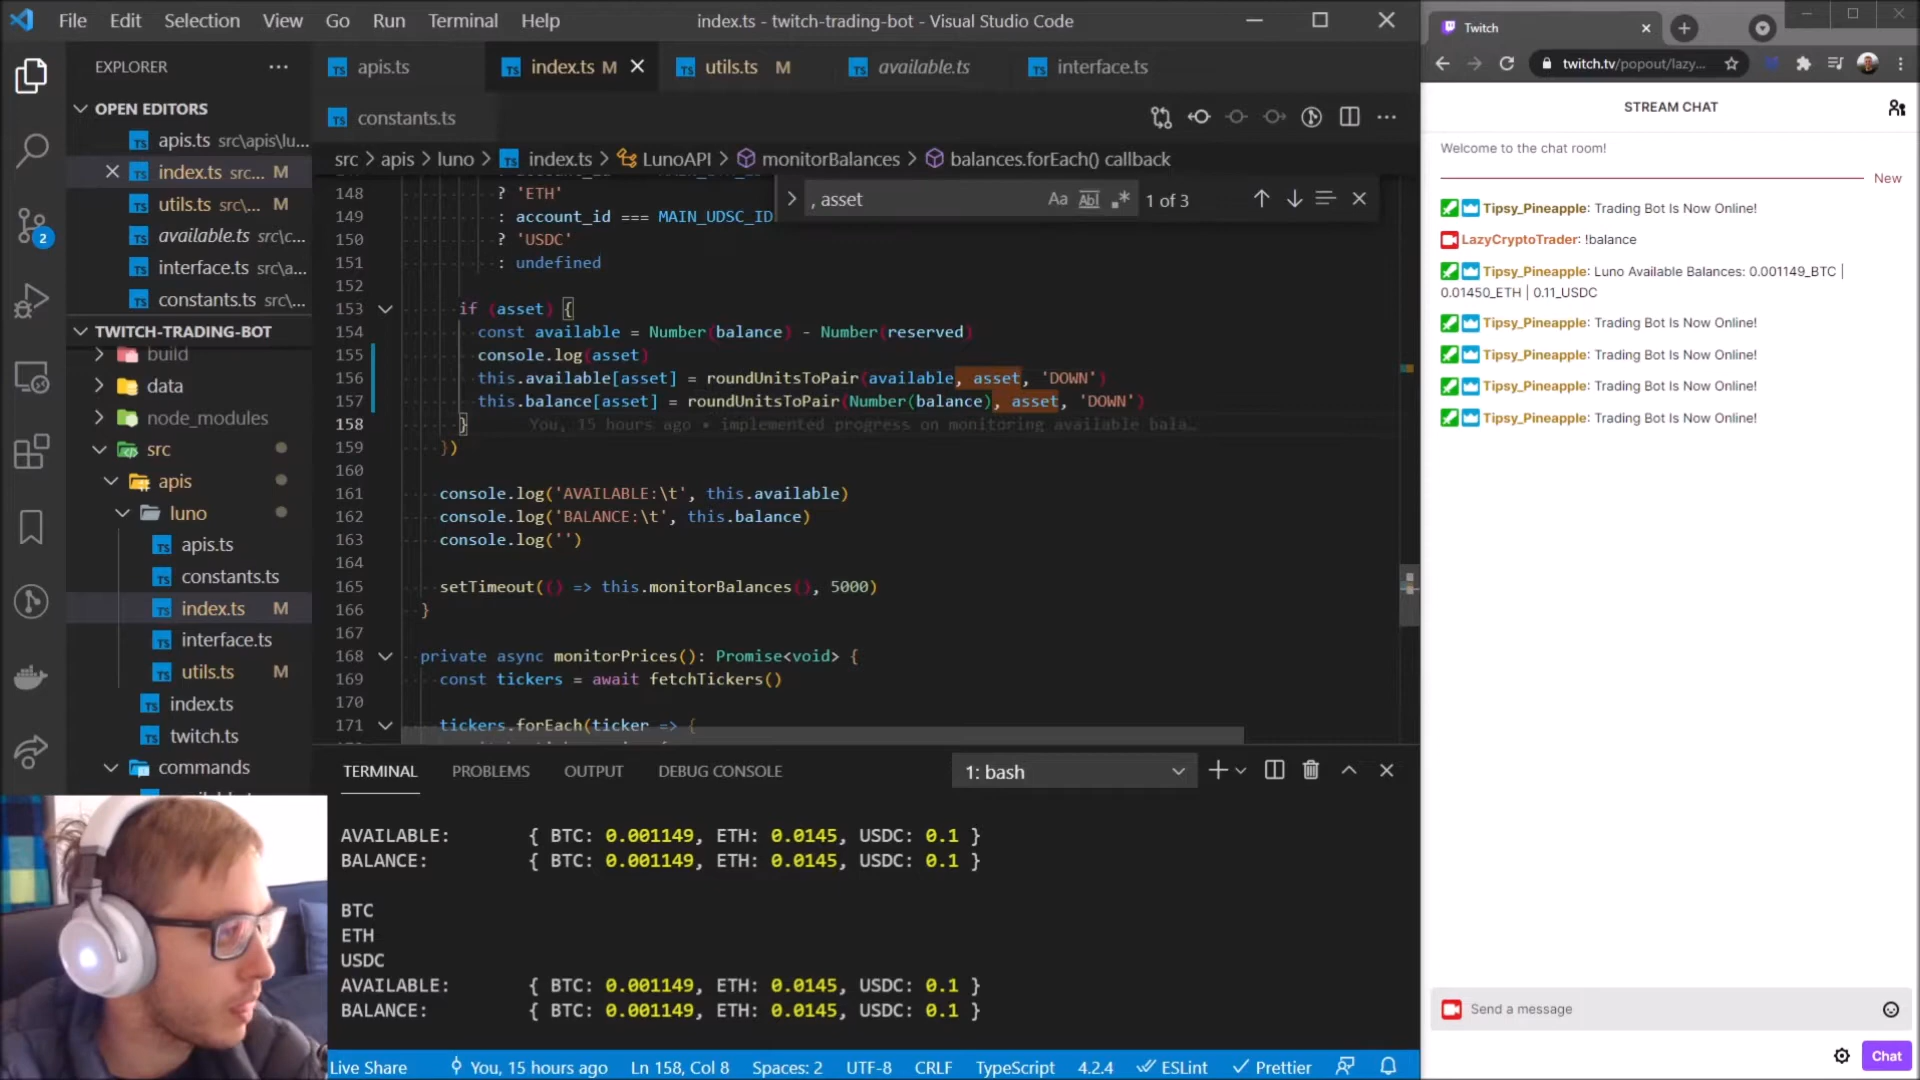 File Edit Selection View Go Run Terminal Help
index.ts - twitch-trading-bot - Visual Studio Code
EXPLORER
OPEN EDITORS
apis.ts src\apis\lu...
index.ts src... M
utils.ts src\... M
available.ts src\c...
interface.ts src\a...
constants.ts src\...
TWITCH-TRADING-BOT
build
data
node_modules
src
apis
luno
apis.ts
constants.ts
index.ts M
interface.ts
utils.ts M
index.ts
twitch.ts
commands
2
apis.ts
index.ts M
utils.ts M
available.ts
interface.ts
constants.ts
src > apis > luno > index.ts > LunoAPI > monitorBalances > balances.forEach() callback
, asset
Aa Ab
1 of 3
148 ? 'ETH'
149 : account_id === MAIN_UDSC_ID
150 ? 'USDC'
151 : undefined
152
153 if (asset) {
154 const available = Number(balance) - Number(reserved)
155 console.log(asset)
156 this.available[asset] = roundUnitsToPair(available, asset, 'DOWN')
157 this.balance[asset] = roundUnitsToPair(Number(balance), asset, 'DOWN')
158 } You, 15 hours ago • implemented progress on monitoring available bala…
159 })
160
161 console.log('AVAILABLE:\t', this.available)
162 console.log('BALANCE:\t', this.balance)
163 console.log('')
164
165 setTimeout(() => this.monitorBalances(), 5000)
166 }
167
168 private async monitorPrices(): Promise<void> {
169 const tickers = await fetchTickers()
170
171 tickers.forEach(ticker => {
TERMINAL PROBLEMS OUTPUT DEBUG CONSOLE
1: bash
AVAILABLE: { BTC: 0.001149, ETH: 0.0145, USDC: 0.1 }
BALANCE: { BTC: 0.001149, ETH: 0.0145, USDC: 0.1 }
BTC
ETH
USDC
AVAILABLE: { BTC: 0.001149, ETH: 0.0145, USDC: 0.1 }
BALANCE: { BTC: 0.001149, ETH: 0.0145, USDC: 0.1 }
Live Share You, 15 hours ago Ln 158, Col 8 Spaces: 2 UTF-8 CRLF TypeScript 4.2.4 ESLint Prettier
Twitch
twitch.tv/popout/lazy...
STREAM CHAT
Welcome to the chat room!
New
Tipsy_Pineapple: Trading Bot Is Now Online!
LazyCryptoTrader: !balance
Tipsy_Pineapple: Luno Available Balances: 0.001149_BTC |
0.01450_ETH | 0.11_USDC
Tipsy_Pineapple: Trading Bot Is Now Online!
Tipsy_Pineapple: Trading Bot Is Now Online!
Tipsy_Pineapple: Trading Bot Is Now Online!
Tipsy_Pineapple: Trading Bot Is Now Online!
Send a message
Chat